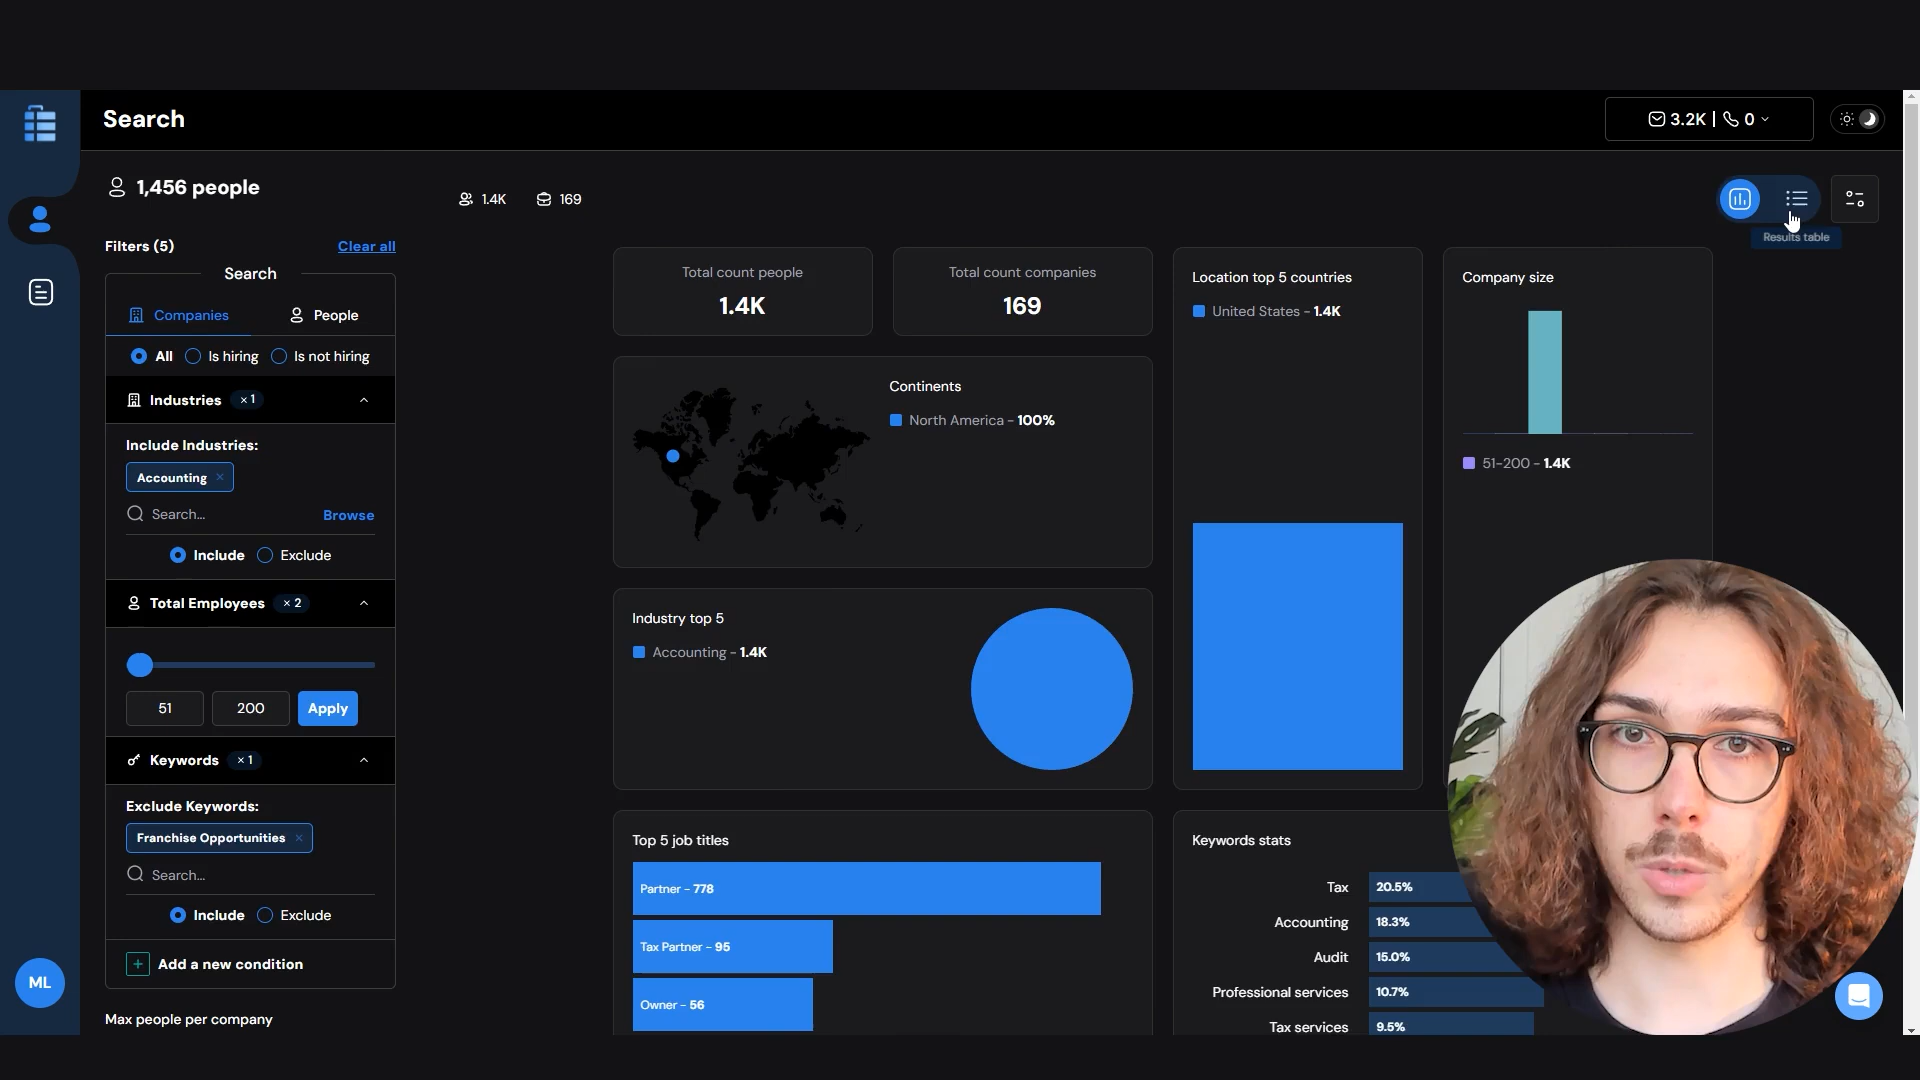 Search
3.2K | 0
1,456 people
1.4K 169
Results table
Filters (5) Clear all
Search
Companies People
All Is hiring Is not hiring
Industries × 1
Include Industries:
Accounting ×
Search... Browse
Include Exclude
Total Employees × 2
51 200 Apply
Keywords × 1
Exclude Keywords:
Franchise Opportunities ×
Search...
Include Exclude
Add a new condition
ML
Max people per company
Total count people
1.4K
Total count companies
169
Continents
North America - 100%
Location top 5 countries
United States - 1.4K
Company size
51-200 - 1.4K
Industry top 5
Accounting - 1.4K
Top 5 job titles
Partner - 778
Tax Partner - 95
Owner - 56
Keywords stats
Tax 20.5%
Accounting 18.3%
Audit 15.0%
Professional services 10.7%
Tax services 9.5%